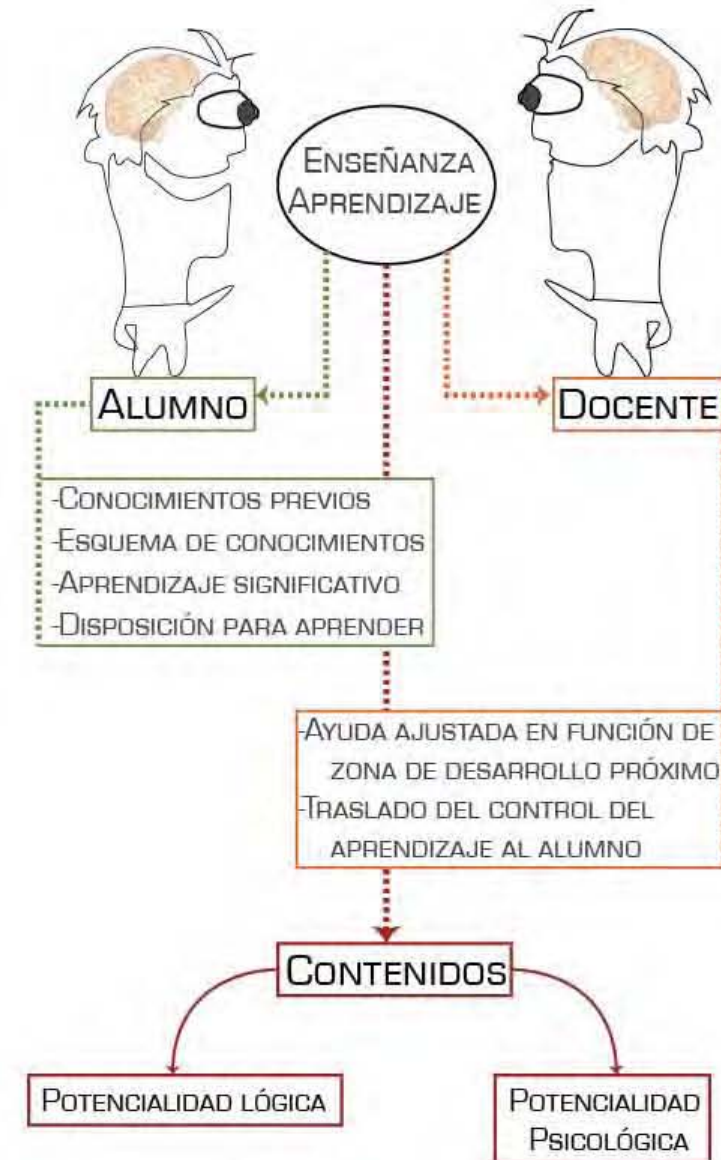 ENSEÑANZA
APRENDIZAJE
ALUMNO
DOCENTE
-CONOCIMIENTOS PREVIOS
-ESQUEMA DE CONOCIMIENTOS
-APRENDIZAJE SIGNIFICATIVO
-DISPOSICIÓN PARA APRENDER
-AYUDA AJUSTADA EN FUNCIÓN DE
ZONA DE DESARROLLO PRÓXIMO
-TRASLADO DEL CONTROL DEL
APRENDIZAJE AL ALUMNO
CONTENIDOS
POTENCIALIDAD LÓGICA
POTENCIALIDAD
PSICOLÓGICA